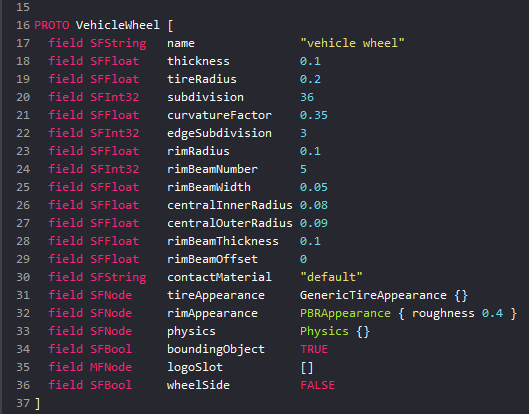 15
16 PROTO VehicleWheel [
17 field SFString name "vehicle wheel"
18 field SFFloat thickness 0.1
19 field SFFloat tireRadius 0.2
20 field SFInt32 subdivision 36
21 field SFFloat curvatureFactor 0.35
22 field SFInt32 edgeSubdivision 3
23 field SFFloat rimRadius 0.1
24 field SFInt32 rimBeamNumber 5
25 field SFFloat rimBeamWidth 0.05
26 field SFFloat centralInnerRadius 0.08
27 field SFFloat centralOuterRadius 0.09
28 field SFFloat rimBeamThickness 0.1
29 field SFFloat rimBeamOffset 0
30 field SFString contactMaterial "default"
31 field SFNode tireAppearance GenericTireAppearance {}
32 field SFNode rimAppearance PBRAppearance { roughness 0.4 }
33 field SFNode physics Physics {}
34 field SFBool boundingObject TRUE
35 field MFNode logoSlot []
36 field SFBool wheelSide FALSE
37 ]